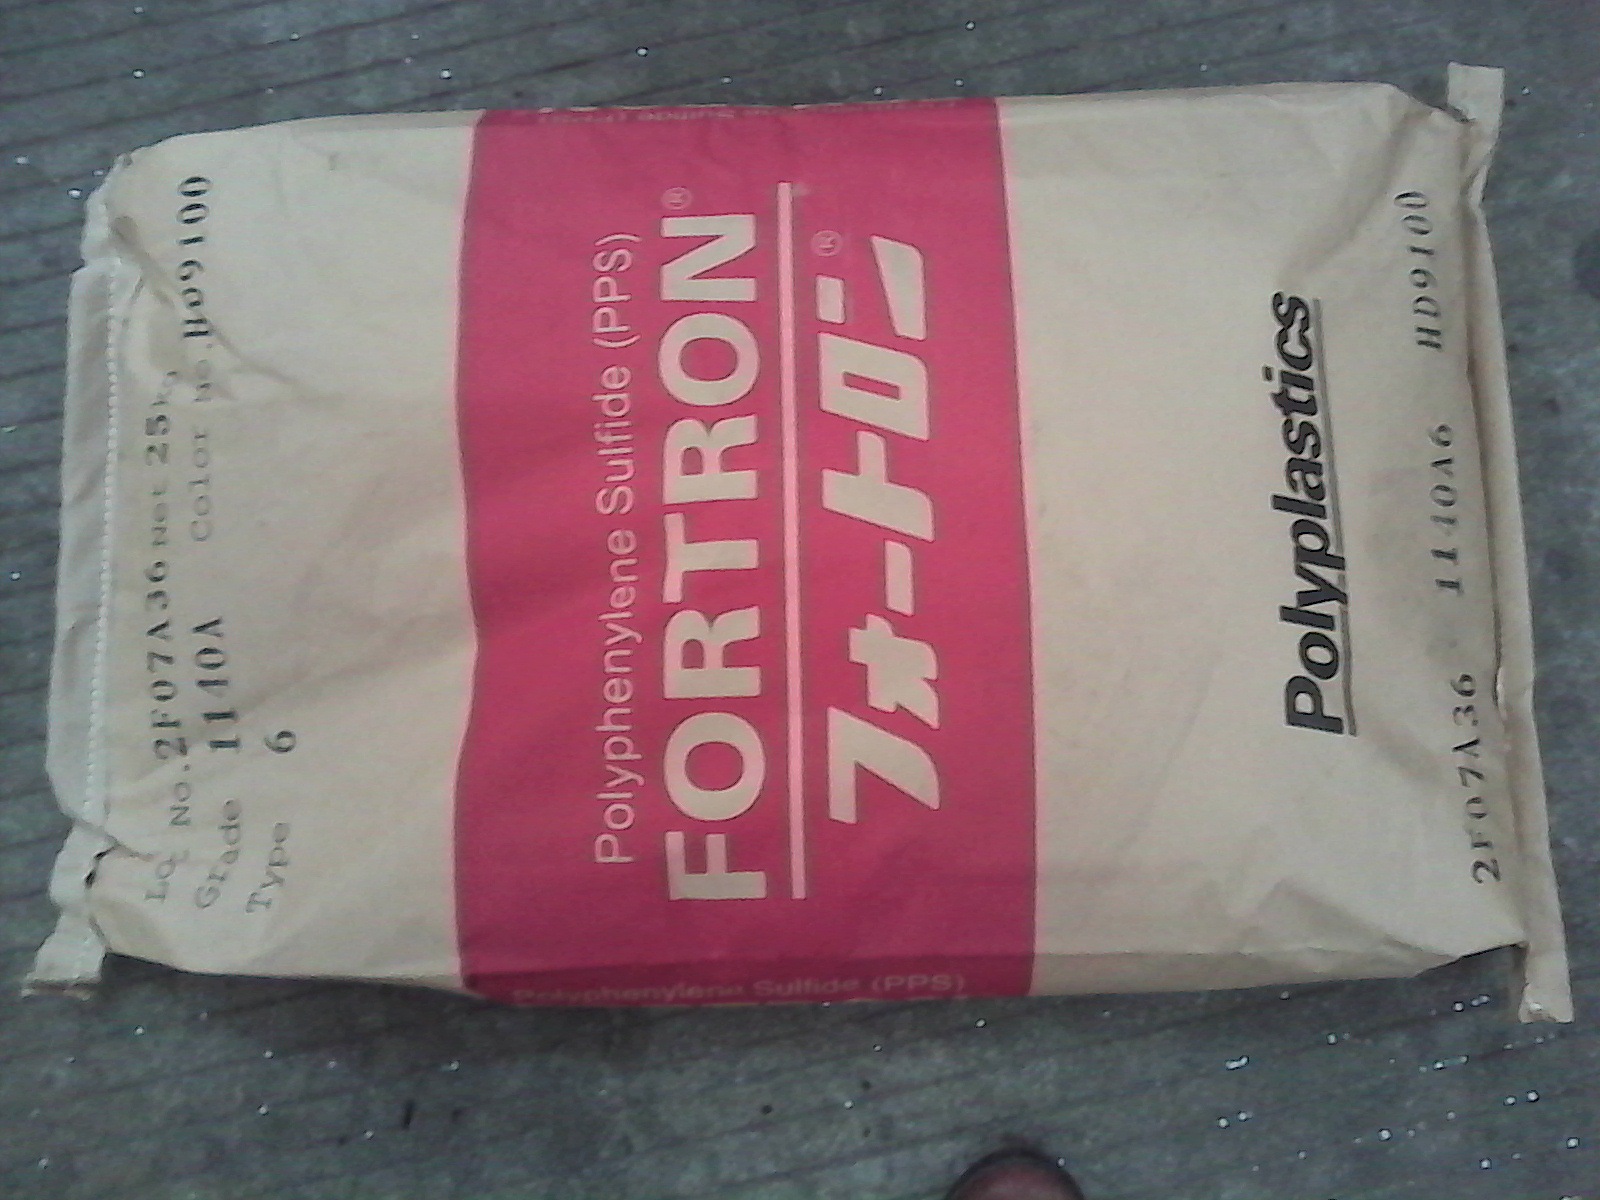 Lot No.2F07A36 Net 25kg
Grade 1140A Color No.HD9100
Type 6
Polyphenylene Sulfide (PPS)
FORTRON®
フォートロン®
Polyplastics
2F07A36 1140A6 HD9100
Polyphenylene Sulfide (PPS)